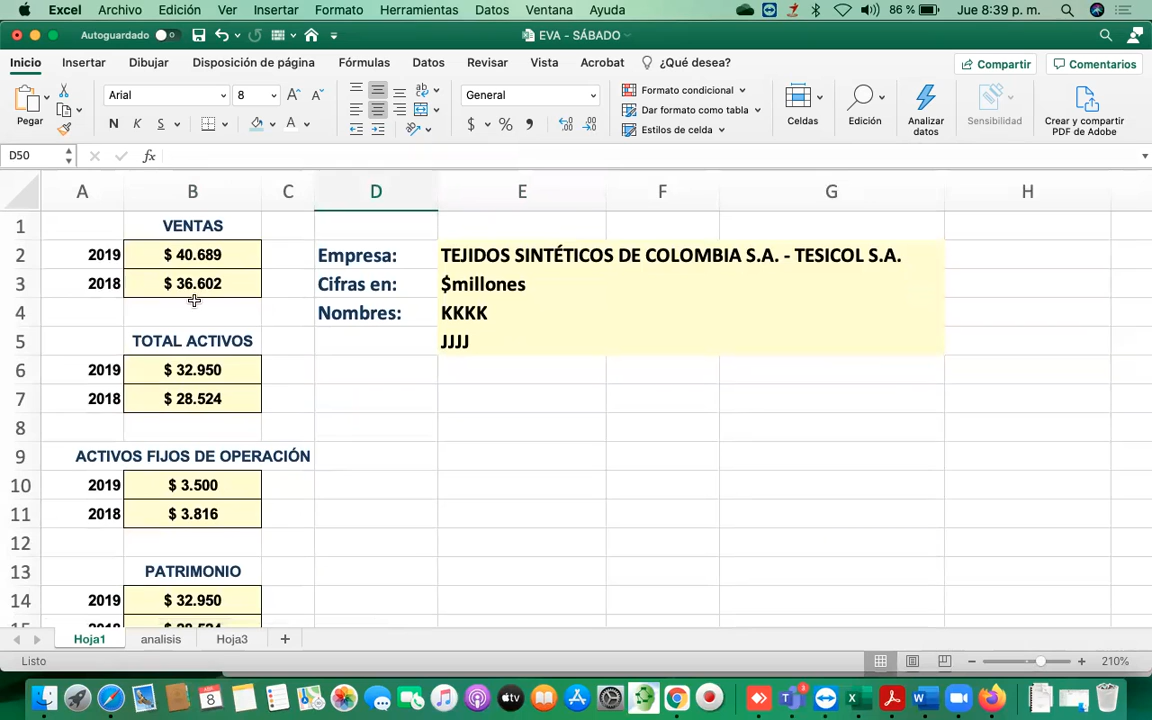 Excel Archivo Edición Ver Insertar Formato Herramientas Datos Ventana Ayuda 86 % Jue 8:39 p. m.
Autoguardado EVA - SÁBADO
Inicio Insertar Dibujar Disposición de página Fórmulas Datos Revisar Vista Acrobat ¿Qué desea? Compartir Comentarios
Pegar Arial 8 General Formato condicional Dar formato como tabla Estilos de celda Celdas Edición Analizar datos Sensibilidad Crear y compartir PDF de Adobe
N K S A $ %
D50 fx
A B C D E F G H
1 VENTAS
2 2019 $ 40.689 Empresa: TEJIDOS SINTÉTICOS DE COLOMBIA S.A. - TESICOL S.A.
3 2018 $ 36.602 Cifras en: $millones
4 Nombres: KKKK
5 TOTAL ACTIVOS JJJJ
6 2019 $ 32.950
7 2018 $ 28.524
8
9 ACTIVOS FIJOS DE OPERACIÓN
10 2019 $ 3.500
11 2018 $ 3.816
12
13 PATRIMONIO
14 2019 $ 32.950
Hoja1 analisis Hoja3
Listo 210%